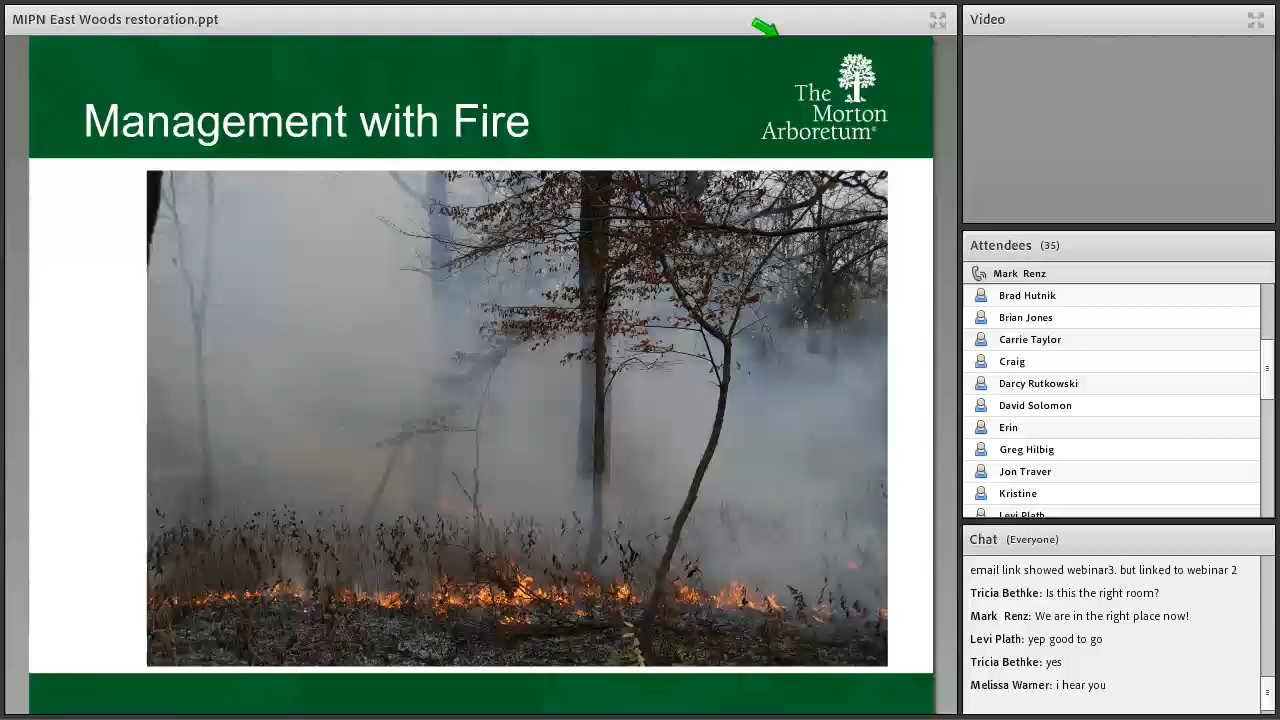 MIPN East Woods restoration.ppt
Management with Fire
The
Morton
Arboretum®
Video
Attendees (35)
Mark Renz
Brad Hutnik
Brian Jones
Carrie Taylor
Craig
Darcy Rutkowski
David Solomon
Erin
Greg Hilbig
Jon Traver
Kristine
Levi Plath
Chat (Everyone)
email link showed webinar3. but linked to webinar 2
Tricia Bethke: Is this the right room?
Mark Renz: We are in the right place now!
Levi Plath: yep good to go
Tricia Bethke: yes
Melissa Warner: i hear you